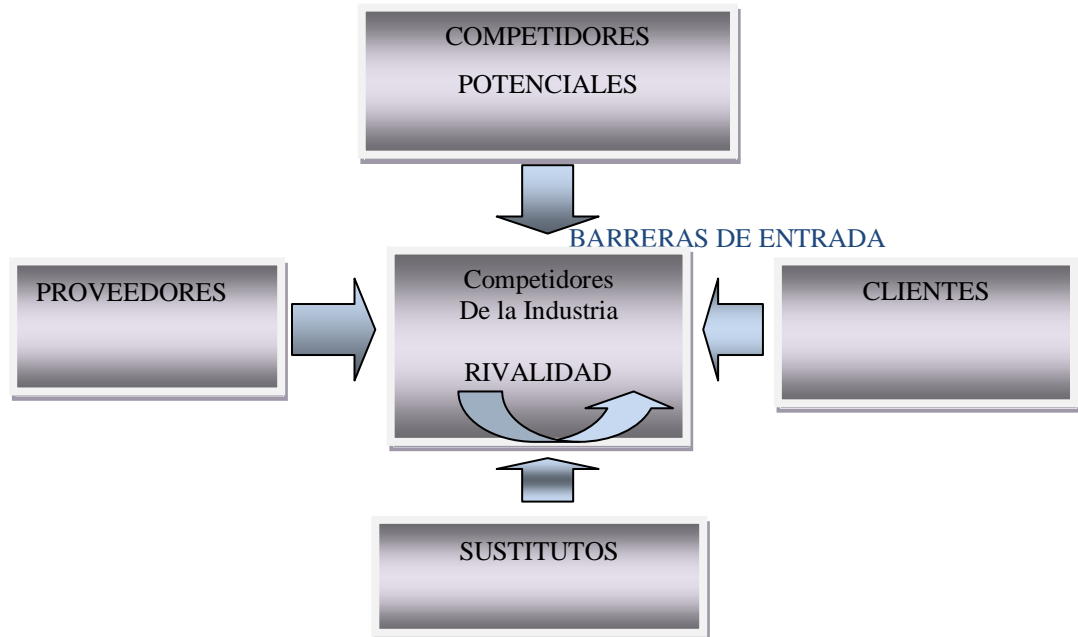 COMPETIDORES
POTENCIALES
BARRERAS DE ENTRADA
PROVEEDORES
Competidores
De la Industria
RIVALIDAD
CLIENTES
SUSTITUTOS